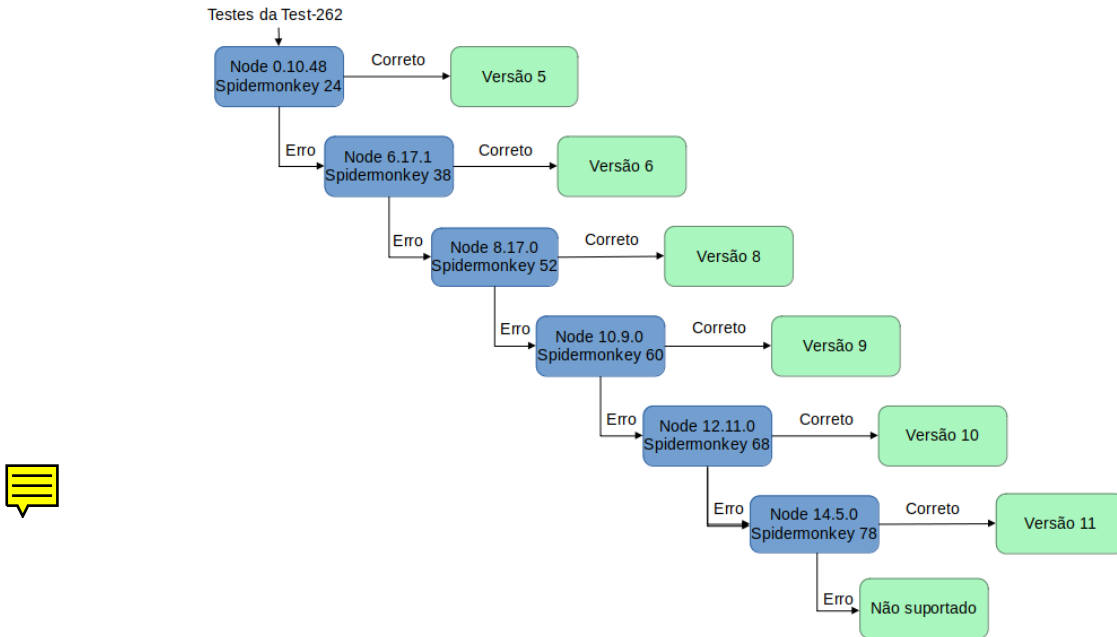 Testes da Test-262
Node 0.10.48
Spidermonkey 24
Correto
Versão 5
Erro
Node 6.17.1
Spidermonkey 38
Correto
Versão 6
Erro
Node 8.17.0
Spidermonkey 52
Correto
Versão 8
Erro
Node 10.9.0
Spidermonkey 60
Correto
Versão 9
Erro
Node 12.11.0
Spidermonkey 68
Correto
Versão 10
Erro
Node 14.5.0
Spidermonkey 78
Correto
Versão 11
Erro
Não suportado